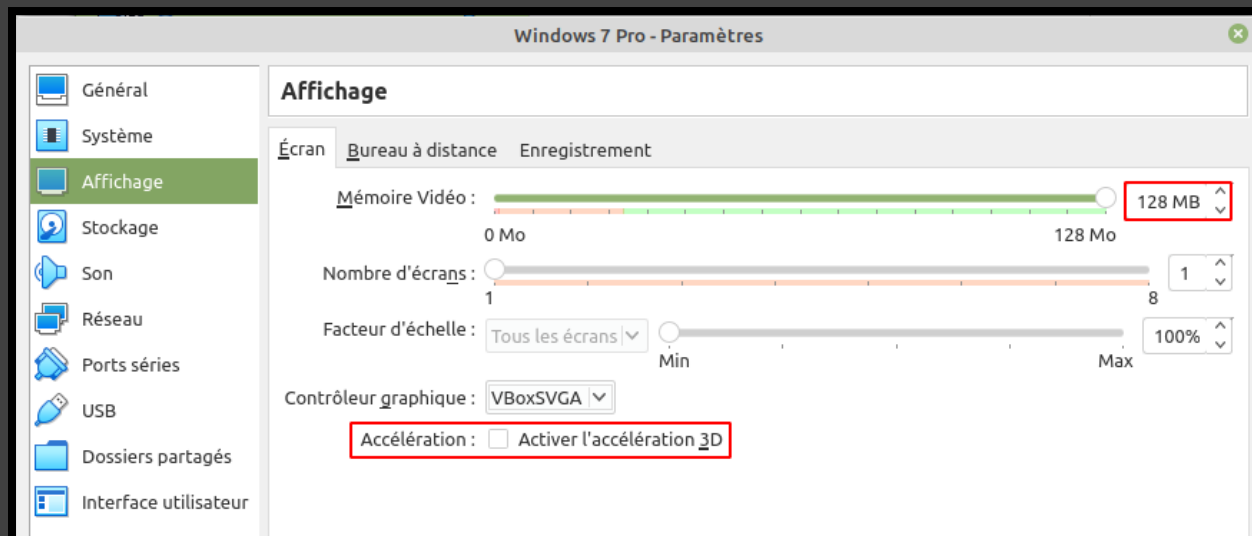 Windows 7 Pro - Paramètres
Général
Système
Affichage
Stockage
Son
Réseau
Ports séries
USB
Dossiers partagés
Interface utilisateur
Affichage
Écran Bureau à distance Enregistrement
Mémoire Vidéo : 128 MB
0 Mo 128 Mo
Nombre d'écrans : 1
1 8
Facteur d'échelle : Tous les écrans 100%
Min Max
Contrôleur graphique : VBoxSVGA
Accélération : Activer l'accélération 3D